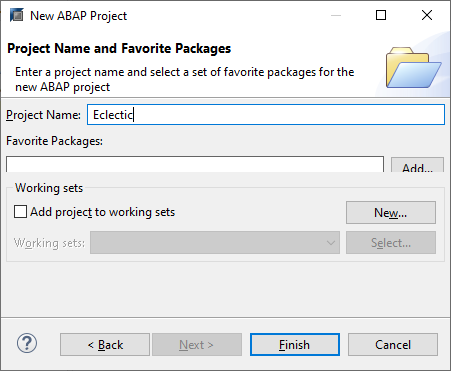 New ABAP Project
Project Name and Favorite Packages
Enter a project name and select a set of favorite packages for the
new ABAP project
Project Name: Eclectic
Favorite Packages:
Add...
Working sets
Add project to working sets
New...
Working sets:
Select...
?
< Back
Next >
Finish
Cancel